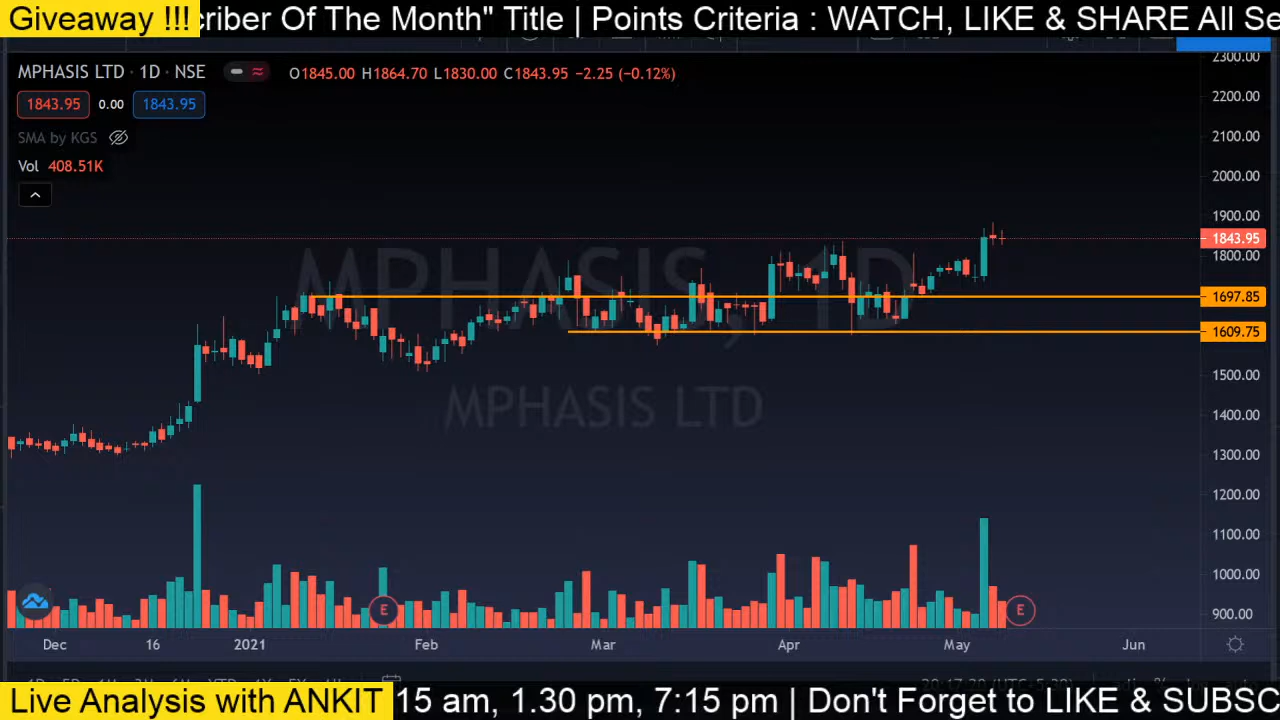 Giveaway !!! criber Of The Month" Title | Points Criteria : WATCH, LIKE & SHARE All Se
MPHASIS LTD · 1D · NSE O1845.00 H1864.70 L1830.00 C1843.95 −2.25 (−0.12%)
1843.95 0.00 1843.95
SMA by KGS
Vol 408.51K
2300.00
2200.00
2100.00
2000.00
1900.00
1843.95
1800.00
1697.85
1609.75
1500.00
1400.00
1300.00
1200.00
1100.00
1000.00
900.00
MPHASIS, 1D
MPHASIS LTD
E E
Dec 16 2021 Feb Mar Apr May Jun
Live Analysis with ANKIT 15 am, 1.30 pm, 7:15 pm | Don't Forget to LIKE & SUBSC